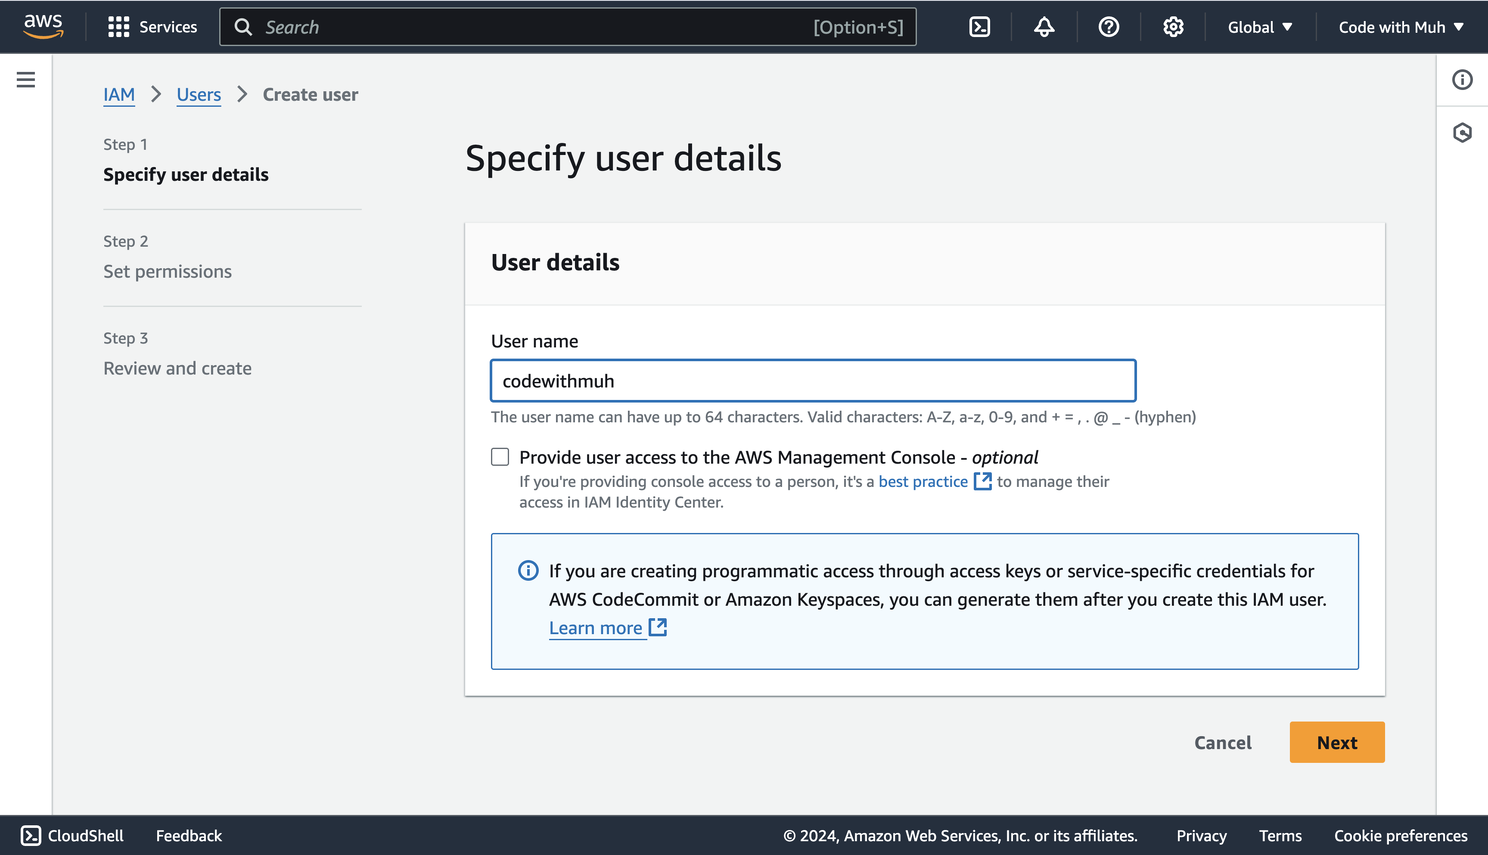 aws Services Search [Option+S] Global Code with Muh
IAM Users Create user
Step 1
Specify user details
Step 2
Set permissions
Step 3
Review and create
Specify user details
User details
User name
codewithmuh
The user name can have up to 64 characters. Valid characters: A-Z, a-z, 0-9, and + = , . @ _ - (hyphen)
Provide user access to the AWS Management Console - optional
If you're providing console access to a person, it's a best practice to manage their
access in IAM Identity Center.
If you are creating programmatic access through access keys or service-specific credentials for
AWS CodeCommit or Amazon Keyspaces, you can generate them after you create this IAM user.
Learn more
Cancel Next
CloudShell Feedback © 2024, Amazon Web Services, Inc. or its affiliates. Privacy Terms Cookie preferences